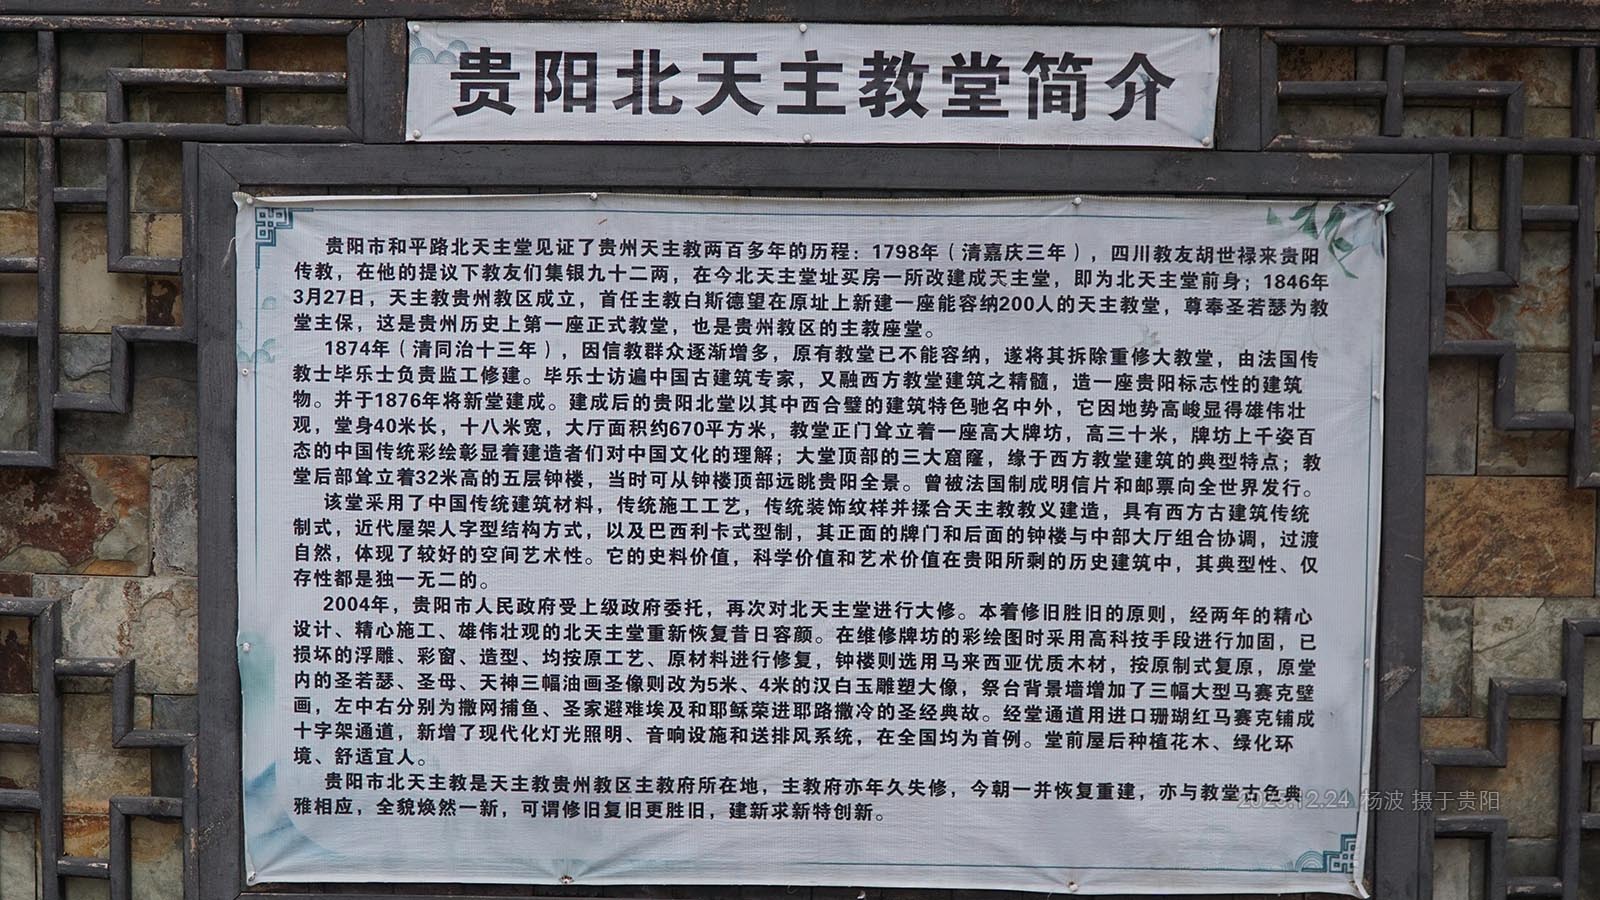 贵阳北天主教堂简介
贵阳市和平路北天主堂见证了贵州天主教两百多年的历程：1798年（清嘉庆三年），四川教友胡世禄来贵阳
传教，在他的提议下教友们集银九十二两，在今北天主堂址买房一所改建成天主堂，即为北天主堂前身；1846年
3月27日，天主教贵州教区成立，首任主教白斯德望在原址上新建一座能容纳200人的天主教堂，尊奉圣若瑟为教
堂主保，这是贵州历史上第一座正式教堂，也是贵州教区的主教座堂。
1874年（清同治十三年），因信教群众逐渐增多，原有教堂已不能容纳，遂将其拆除重修大教堂，由法国传
教士毕乐士负责监工修建。毕乐士访遍中国古建筑专家，又融西方教堂建筑之精髓，造一座贵阳标志性的建筑
物。并于1876年将新堂建成。建成后的贵阳北堂以其中西合璧的建筑特色驰名中外，它因地势高峻显得雄伟壮
观，堂身40米长，十八米宽，大厅面积约670平方米，教堂正门耸立着一座高大牌坊，高三十米，牌坊上千姿百
态的中国传统彩绘彰显着建造者们对中国文化的理解；大堂顶部的三大窟窿，缘于西方教堂建筑的典型特点；教
堂后部耸立着32米高的五层钟楼，当时可从钟楼顶部远眺贵阳全景。曾被法国制成明信片和邮票向全世界发行。
该堂采用了中国传统建筑材料，传统施工工艺，传统装饰纹样并揉合天主教教义建造，具有西方古建筑传统
制式，近代屋架人字型结构方式，以及巴西利卡式型制，其正面的牌门和后面的钟楼与中部大厅组合协调，过渡
自然，体现了较好的空间艺术性。它的史料价值，科学价值和艺术价值在贵阳所剩的历史建筑中，其典型性、仅
存性都是独一无二的。
2004年，贵阳市人民政府受上级政府委托，再次对北天主堂进行大修。本着修旧胜旧的原则，经两年的精心
设计、精心施工、雄伟壮观的北天主堂重新恢复昔日容颜。在维修牌坊的彩绘图时采用高科技手段进行加固，已
损坏的浮雕、彩窗、造型、均按原工艺、原材料进行修复，钟楼则选用马来西亚优质木材，按原制式复原，原堂
内的圣若瑟、圣母、天神三幅油画圣像则改为5米、4米的汉白玉雕塑大像，祭台背景墙增加了三幅大型马赛克壁
画，左中右分别为撒网捕鱼、圣家避难埃及和耶稣荣进耶路撒冷的圣经典故。经堂通道用进口珊瑚红马赛克铺成
十字架通道，新增了现代化灯光照明、音响设施和送排风系统，在全国均为首例。堂前屋后种植花木、绿化环
境、舒适宜人。
贵阳市北天主教是天主教贵州教区主教府所在地，主教府亦年久失修，今朝一并恢复重建，亦与教堂古色典
雅相应，全貌焕然一新，可谓修旧复旧更胜旧，建新求新特创新。
2023.12.24 杨波 摄于贵阳